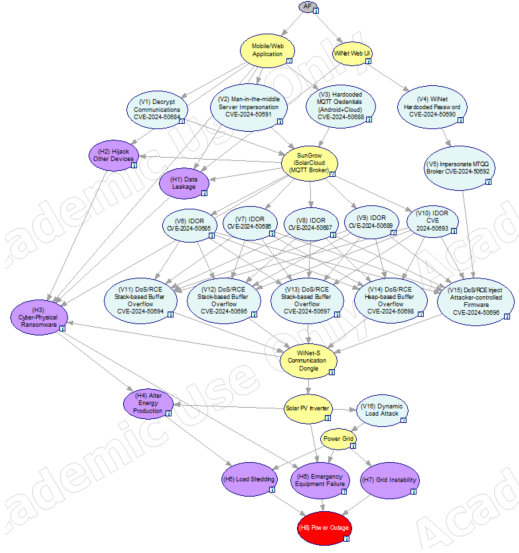 AF
Mobile/Web
Application
WiNet Web UI
(V1) Decrypt
Communications
CVE-2024-50684
(V2) Man-in-the-middle
Server Impersonation
CVE-2024-50691
(V3) Hardcoded
MQTT Credentials
(Android+Cloud)
CVE-2024-50688
(V4) WiNet
Hardcoded Password
CVE-2024-50690
(H2) Hijack
Other Devices
(H1) Data
Leakage
SunGrow
iSolarCloud
(MQTT Broker)
(V5) Impersonate MTQQ
Broker CVE-2024-50692
(V6) IDOR
CVE-2024-50685
(V7) IDOR
CVE-2024-50686
(V8) IDOR
CVE-2024-50687
(V9) IDOR
CVE-2024-50689
(V10) IDOR
CVE
2024-50693)
(V11) DoS/RCE
Stack-based Buffer
Overflow
CVE-2024-50694
(V12) DoS/RCE
Stack-based Buffer
Overflow
CVE-2024-50695
(V13) DoS/RCE
Stack-based Buffer
Overflow
CVE-2024-50697
(V14) DoS/RCE
Heap-based Buffer
Overflow
CVE-2024-50698
(V15) DoS/RCE Inject
Attacker-controlled
Firmware
CVE-2024-50696
(H3)
Cyber-Physical
Ransomware
WiNet-S
Communication
Dongle
(H4) Alter
Energy
Production
Solar PV Inverter
(V16) Dynamic
Load Attack
Power Grid
(H5) Load Shedding
(H6) Emergency
Equipment Failure
(H7) Grid Instability
(H8) Power Outage
Academic Use Only
Acad